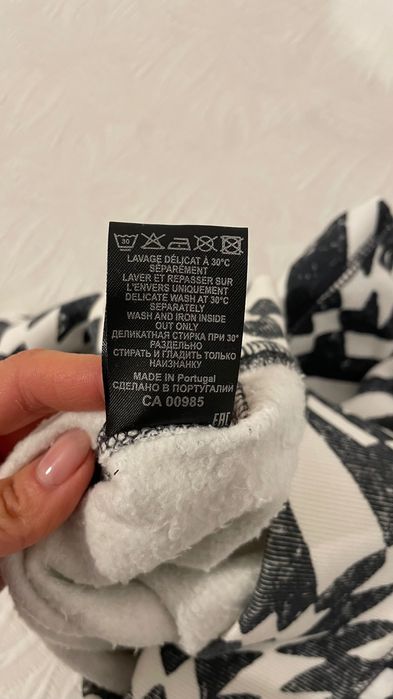 30
LAVAGE DÉLICAT À 30°C
SÉPARÉMENT
LAVER ET REPASSER SUR
L'ENVERS UNIQUEMENT
DELICATE WASH AT 30°C
SEPARATELY
WASH AND IRON INSIDE
OUT ONLY
ДЕЛИКАТНАЯ СТИРКА ПРИ 30°
РАЗДЕЛЬНО
СТИРАТЬ И ГЛАДИТЬ ТОЛЬКО
НАИЗНАНКУ
MADE IN Portugal
СДЕЛАНО В ПОРТУГАЛИИ
CA 00985
EAC